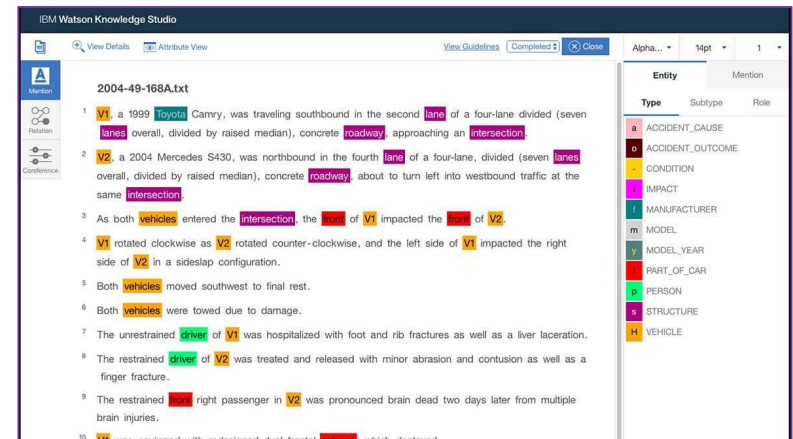 IBM Watson Knowledge Studio
View Details Attribute View View Guidelines Completed Close
Alpha... 14pt 1
Mention
Relation
Coreference
2004-49-168A.txt
1 V1, a 1999 Toyota Camry, was traveling southbound in the second lane of a four-lane divided (seven
lanes overall, divided by raised median), concrete roadway, approaching an intersection.
2 V2, a 2004 Mercedes S430, was northbound in the fourth lane of a four-lane, divided (seven lanes
overall, divided by raised median), concrete roadway, about to turn left into westbound traffic at the
same intersection.
3 As both vehicles entered the intersection, the front of V1 impacted the front of V2.
4 V1 rotated clockwise as V2 rotated counter-clockwise, and the left side of V1 impacted the right
side of V2 in a sideslap configuration.
5 Both vehicles moved southwest to final rest.
6 Both vehicles were towed due to damage.
7 The unrestrained driver of V1 was hospitalized with foot and rib fractures as well as a liver laceration.
8 The restrained driver of V2 was treated and released with minor abrasion and contusion as well as a
finger fracture.
9 The restrained front right passenger in V2 was pronounced brain dead two days later from multiple
brain injuries.
10 V1 was equipped with redesigned dual frontal which deployed
Entity Mention
Type Subtype Role
a ACCIDENT_CAUSE
o ACCIDENT_OUTCOME
- CONDITION
i IMPACT
f MANUFACTURER
m MODEL
y MODEL_YEAR
PART_OF_CAR
p PERSON
s STRUCTURE
H VEHICLE